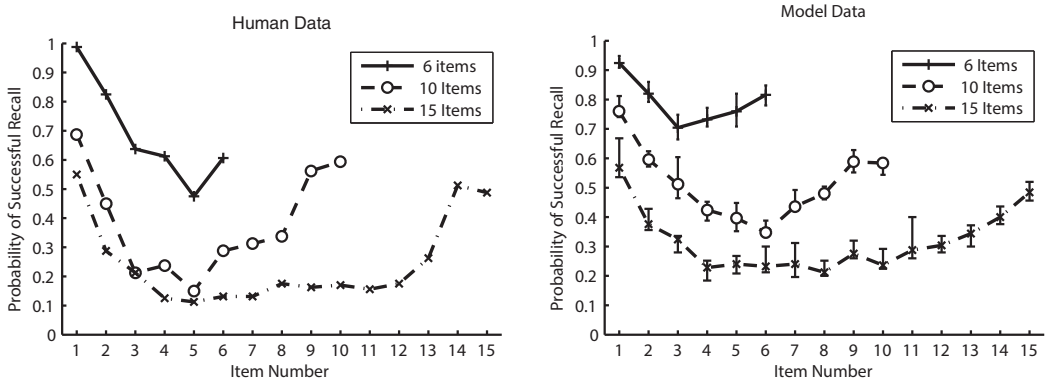 Human Data
Probability of Successful Recall
1
0.9
0.8
0.7
0.6
0.5
0.4
0.3
0.2
0.1
0
6 items
10 items
15 Items
1 2 3 4 5 6 7 8 9 10 11 12 13 14 15
Item Number
Model Data
Probability of Successful Recall
1
0.9
0.8
0.7
0.6
0.5
0.4
0.3
0.2
0.1
0
6 Items
10 Items
15 Items
1 2 3 4 5 6 7 8 9 10 11 12 13 14 15
Item Number